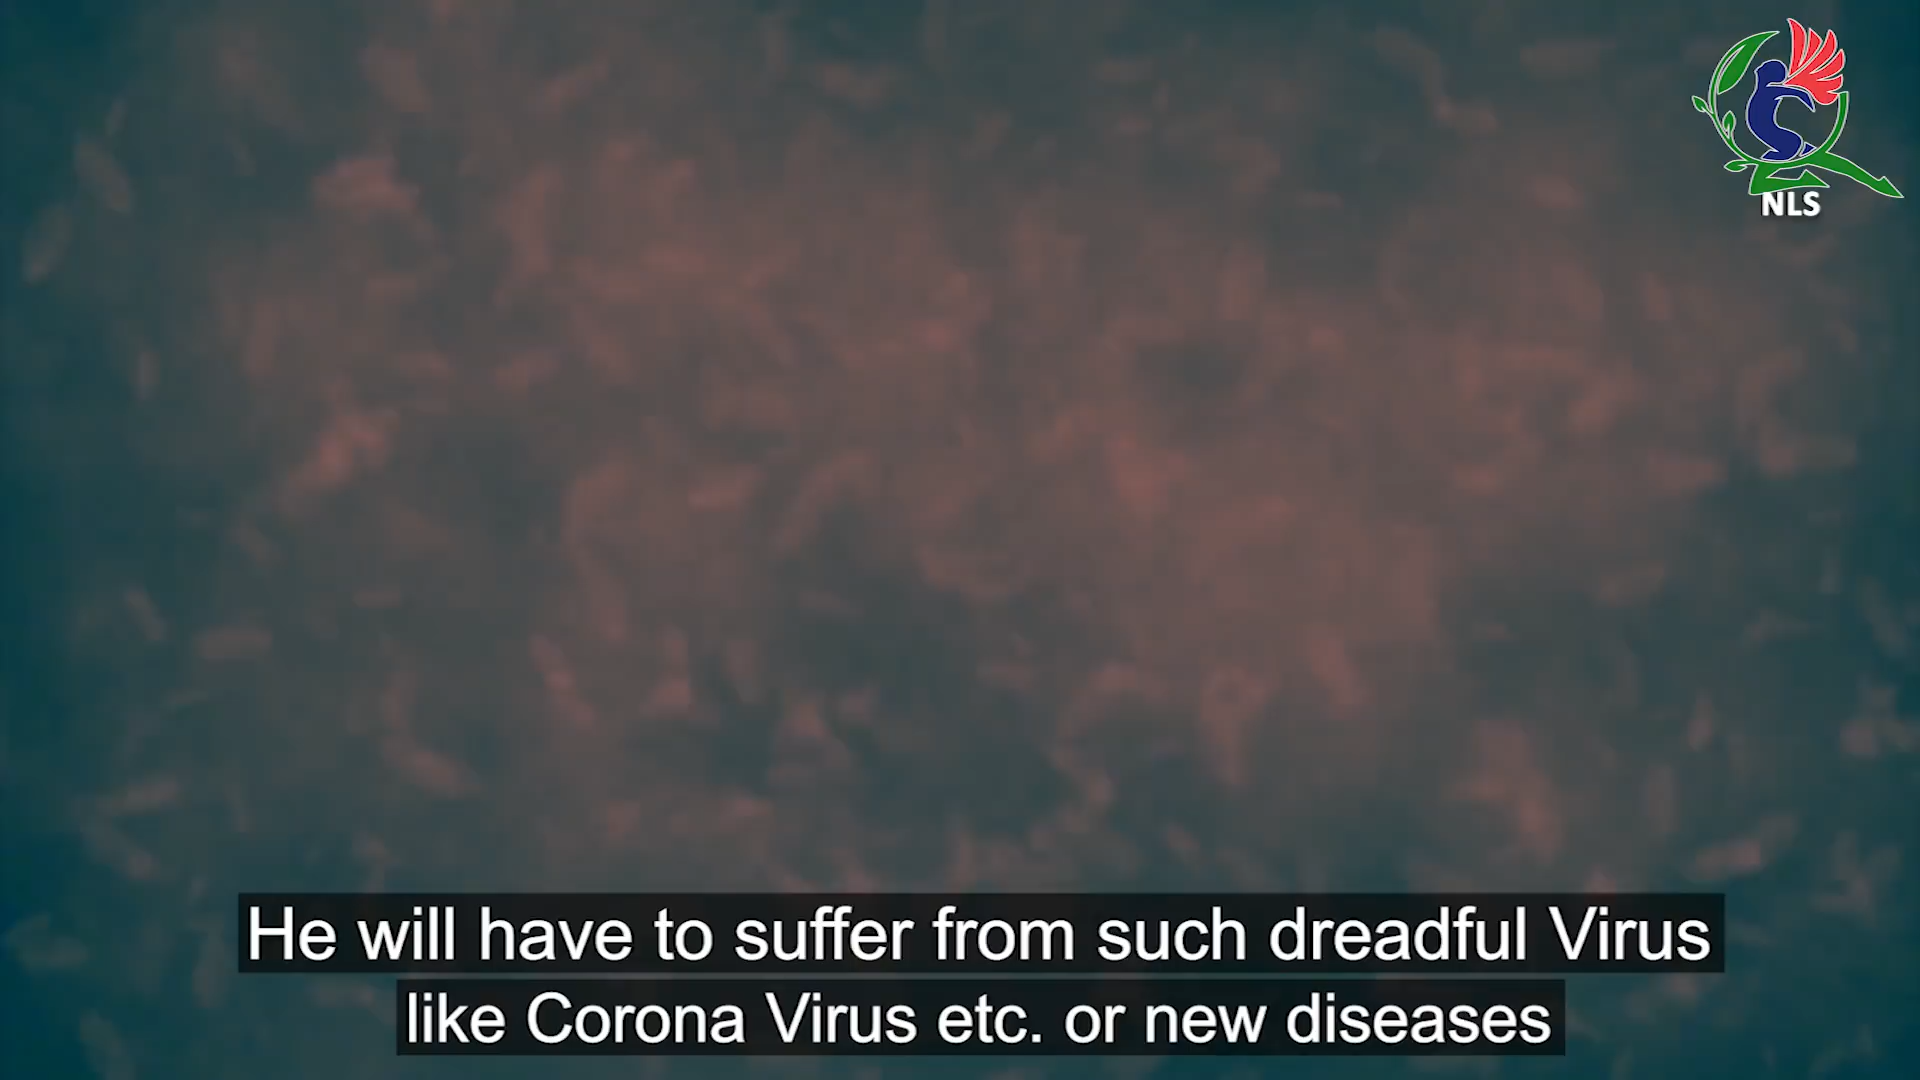 NLS
He will have to suffer from such dreadful Virus
like Corona Virus etc. or new diseases